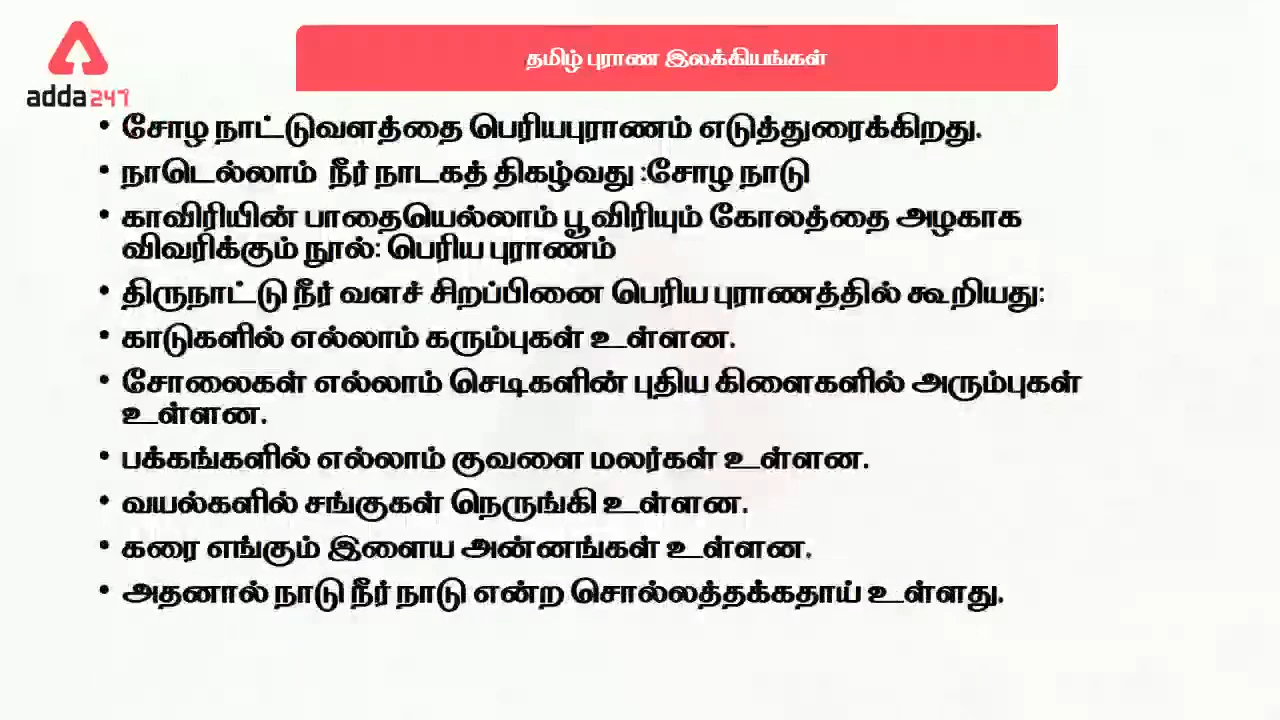 தமிழ் புராண இலக்கியங்கள்
adda247
• சோழ நாட்டுவளத்தை பெரியபுராணம் எடுத்துரைக்கிறது.
• நாடெல்லாம் நீர் நாடகத் திகழ்வது :சோழ நாடு
• காவிரியின் பாதையெல்லாம் பூவிரியும் கோலத்தை அழகாக
விவரிக்கும் நூல்: பெரிய புராணம்
• திருநாட்டு நீர் வளச் சிறப்பினை பெரிய புராணத்தில் கூறியது:
• காடுகளில் எல்லாம் கரும்புகள் உள்ளன.
• சோலைகள் எல்லாம் செடிகளின் புதிய கிளைகளில் அரும்புகள்
உள்ளன.
• பக்கங்களில் எல்லாம் குவளை மலர்கள் உள்ளன.
• வயல்களில் சங்குகள் நெருங்கி உள்ளன.
• கரை எங்கும் இளைய அன்னங்கள் உள்ளன.
• அதனால் நாடு நீர் நாடு என்ற சொல்லத்தக்கதாய் உள்ளது.